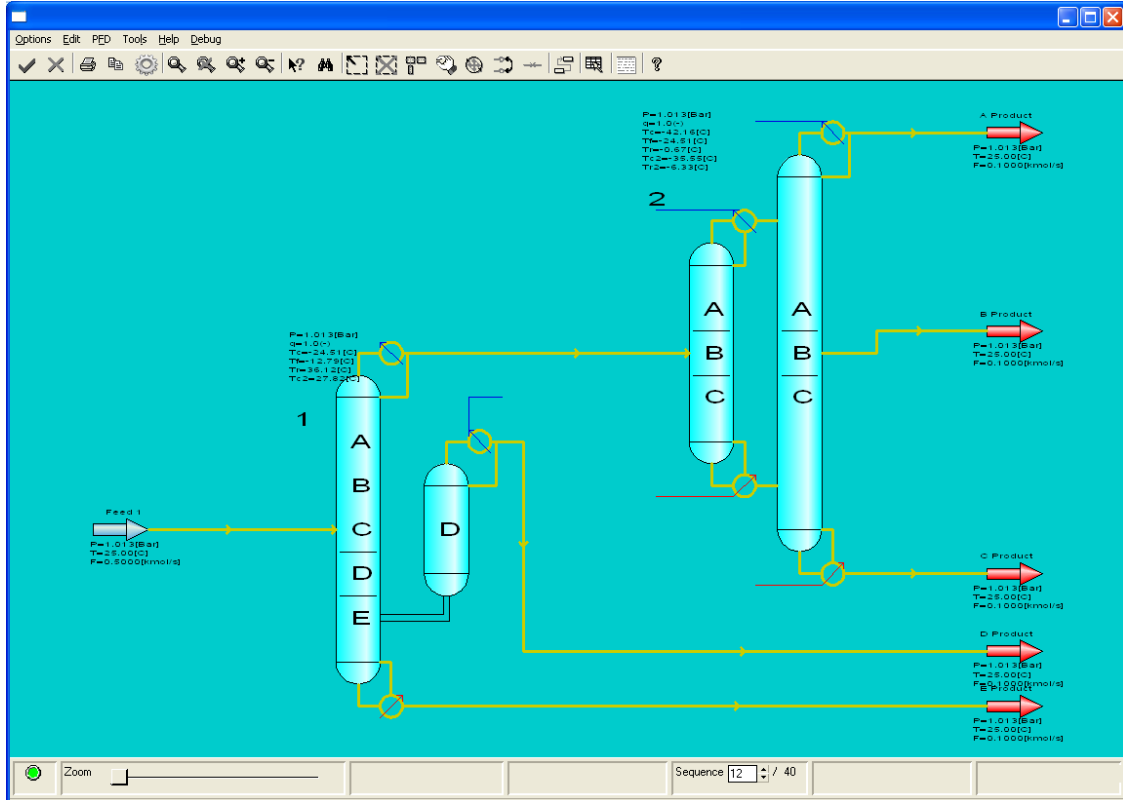 Options Edit PFD Tools Help Debug
P=1.013[Bar]
q=1.0(-)
Tc=-42.16[C]
Tf=-24.51[C]
Tr=-0.67[C]
Tc2=-35.55[C]
Tr2=-6.33[C]
2
A Product
P=1.013[Bar]
T=25.00[C]
F=0.1000[kmol/s]
A
B
C
A
B
C
B Product
P=1.013[Bar]
T=25.00[C]
F=0.1000[kmol/s]
P=1.013[Bar]
q=1.0(-)
Tc=-24.51[C]
Tf=-12.79[C]
Tr=36.12[C]
Tc2=27.82[C]
1
A
B
C
D
E
D
Feed 1
P=1.013[Bar]
T=25.00[C]
F=0.5000[kmol/s]
C Product
P=1.013[Bar]
T=25.00[C]
F=0.1000[kmol/s]
D Product
P=1.013[Bar]
T=25.00[C]
F=0.1000[kmol/s]
E Product
P=1.013[Bar]
T=25.00[C]
F=0.1000[kmol/s]
Zoom
Sequence 12 / 40